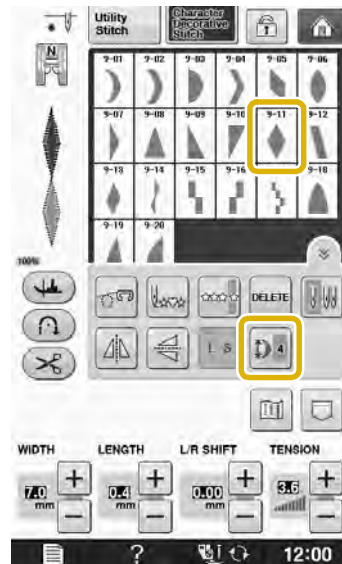 Utility Stitch
Character Decorative Stitch
N
9-01 9-02 9-03 9-04 9-05 9-06
9-07 9-08 9-09 9-10 9-11 9-12
9-13 9-14 9-15 9-16 9-18
9-19 9-20
100%
DELETE
L S 4
WIDTH LENGTH L/R SHIFT TENSION
7.0 mm + − 0.4 mm + − 0.00 mm + − 3.6 + −
? 12:00